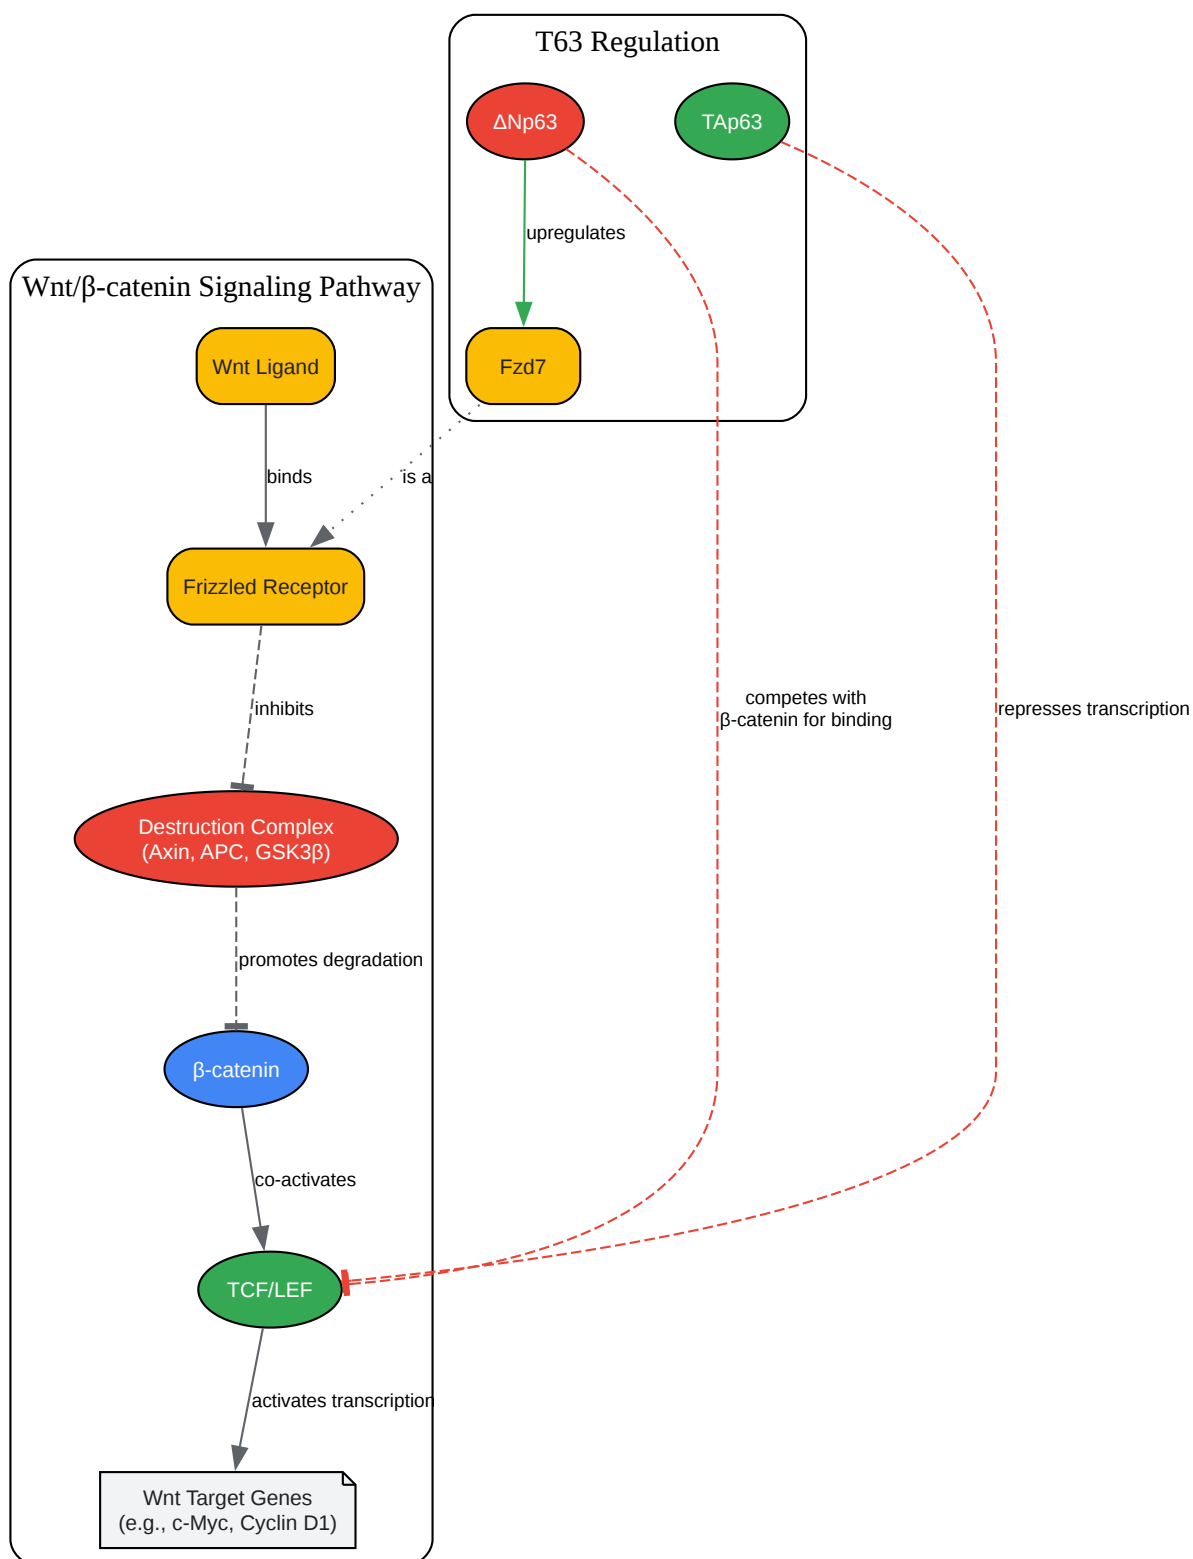 T63 Regulation
ΔNp63
TAp63
upregulates
Wnt/β-catenin Signaling Pathway
Wnt Ligand
Fzd7
binds
is a
Frizzled Receptor
inhibits
competes with
β-catenin for binding
represses transcription
Destruction Complex
(Axin, APC, GSK3β)
promotes degradation
β-catenin
co-activates
TCF/LEF
activates transcription
Wnt Target Genes
(e.g., c-Myc, Cyclin D1)